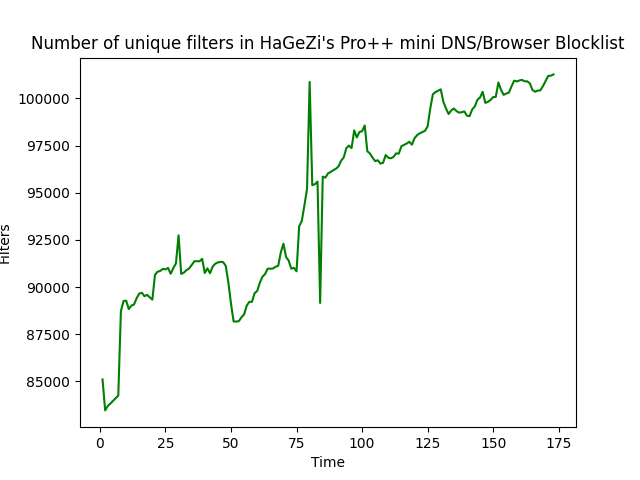 Number of unique filters in HaGeZi's Pro++ mini DNS/Browser Blocklist
Filters
100000
97500
95000
92500
90000
87500
85000
0 25 50 75 100 125 150 175
Time